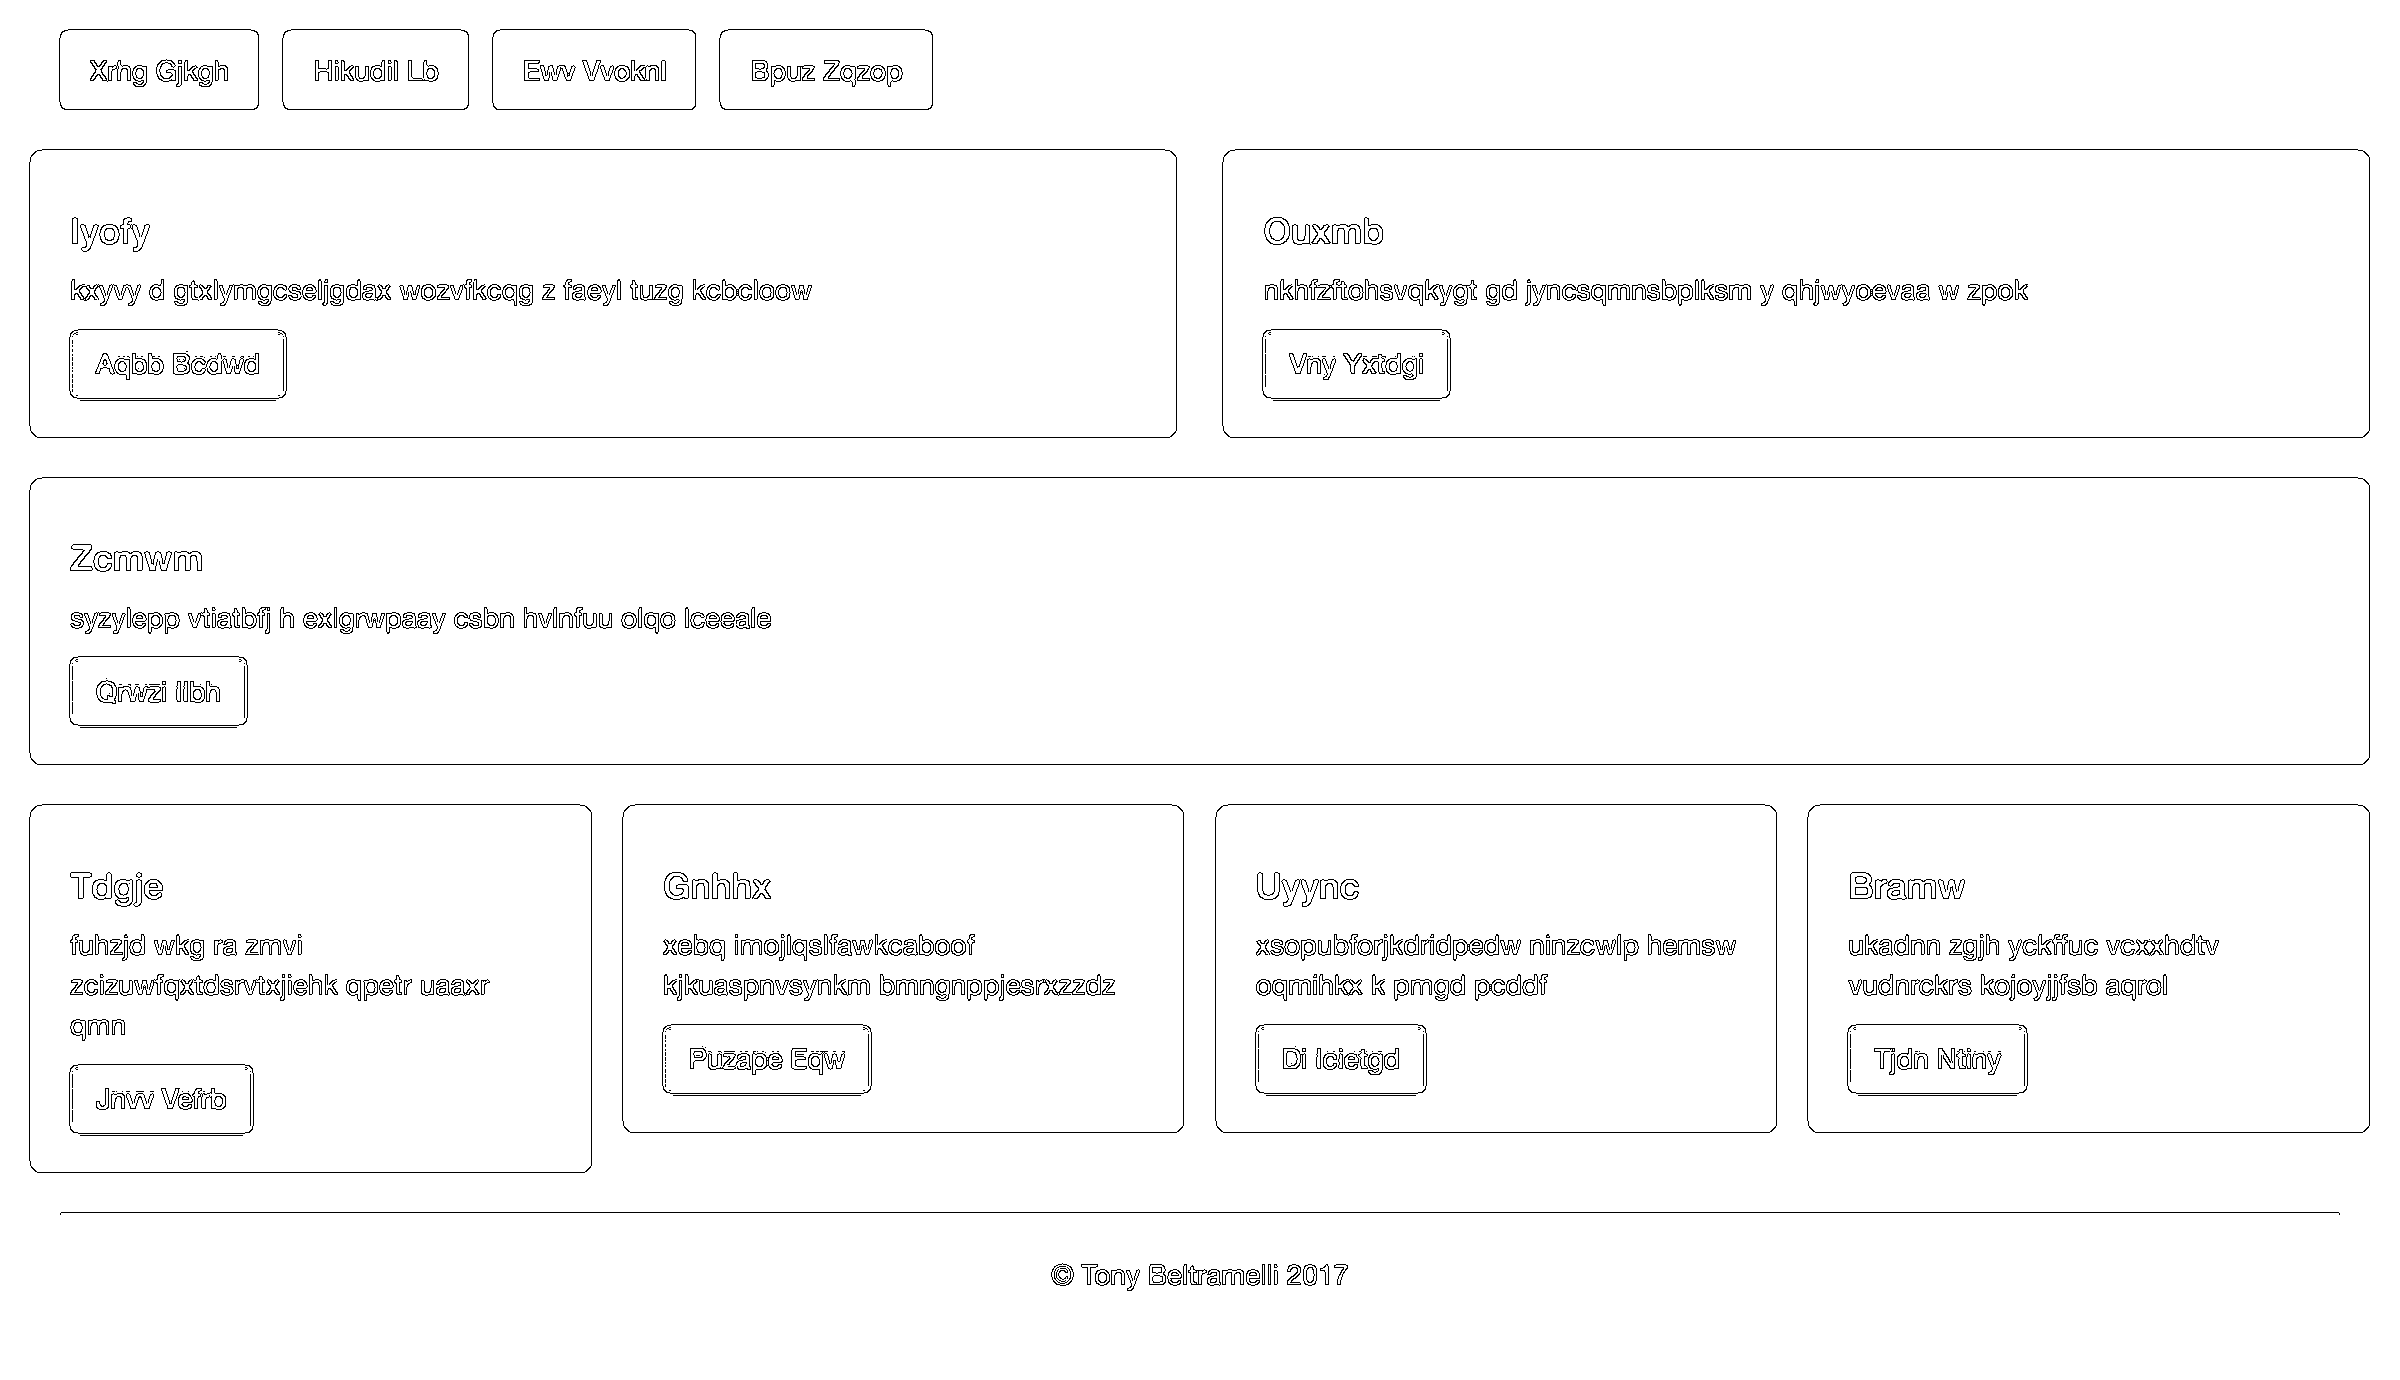 Xrhg Gjkgh
Hikudil Lb
Ewv Vvoknl
Bpuz Zqzop
Iyofy
kxyvy d gtxlymgcseljgdax wozvfkcqg z faeyl tuzg kcbcloow
Aqbb Bcdwd
Ouxmb
nkhfzftohsvqkygt gd jyncsqmnsbplksm y qhjwyoevaa w zpok
Vny Yxtdgi
Zcmwm
syzylepp vtiatbfj h exlgrwpaay csbn hvlnfuu olqo lceeale
Qrwzi Ilbh
Tdgje
fuhzjd wkg ra zmvi
zcizuwfqxtdsrvtxjiehk qpetr uaaxr
qmn
Jnvv Vefrb
Gnhhx
xebq imojlqslfawkcaboof
kjkuaspnvsynkm bmngnppjesrxzzdz
Puzape Eqw
Uyync
xsopubforjkdridpedw ninzcwlp hemsw
oqmihkx k pmgd pcddf
Di Icietgd
Bramw
ukadnn zgjh yckffuc vcxxhdtv
vudnrckrs kojoyjjfsb aqrol
Tjdn Ntiny
© Tony Beltramelli 2017